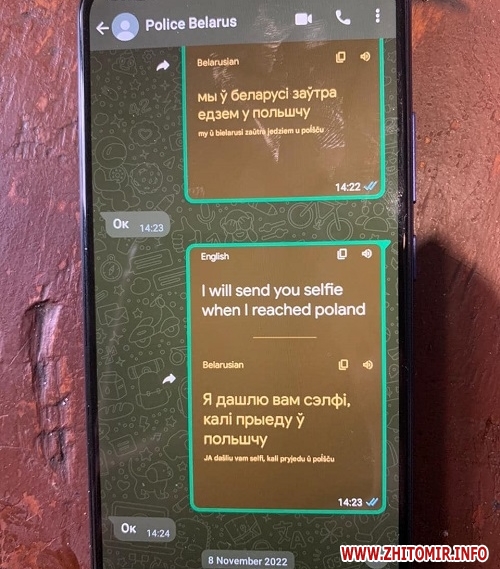 Police Belarus
Belarusian
мы ў беларусі заўтра
едзем у польшчу
my ŭ bielarusi zaŭtra jedziem u poĺšču
14:22
Ок
14:23
English
I will send you selfie
when I reached poland
Belarusian
Я дашлю вам сэлфі,
калі прыеду ў
польшчу
JA dašliu vam selfi, kali pryjedu ŭ poĺšču
14:23
Ок
14:24
8 November 2022
WWW.ZHITOMIR.INFO